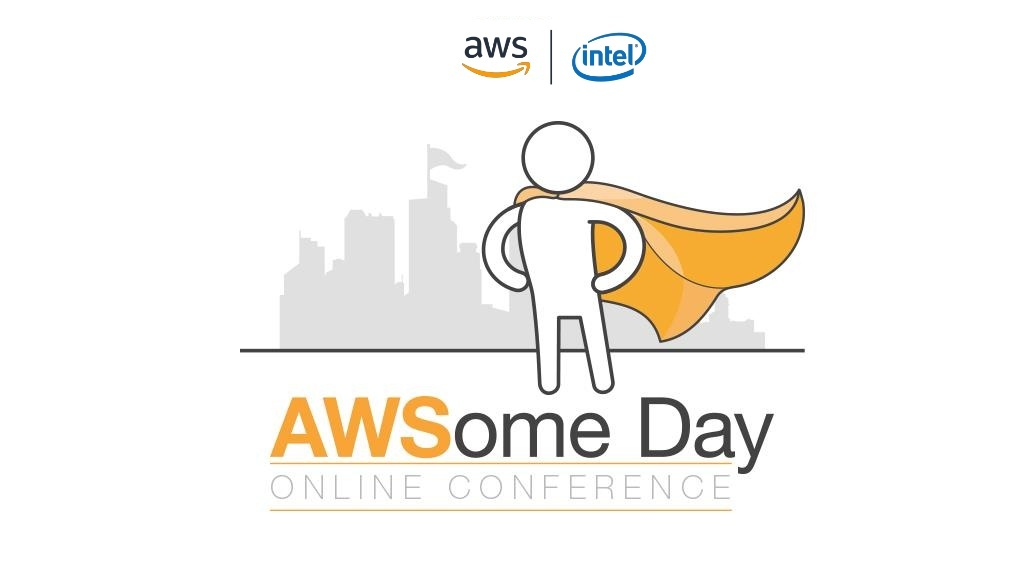 aws | intel
AWSome Day
ONLINE CONFERENCE